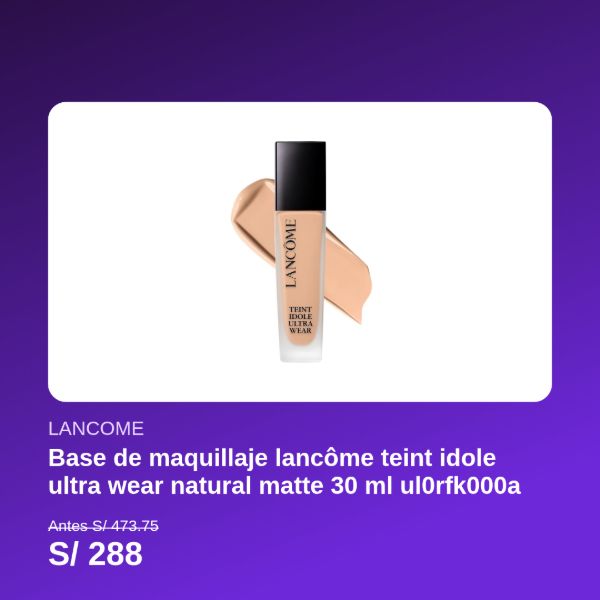 LANCÔME
TEINT
IDOLE
ULTRA
WEAR
LANCOME
Base de maquillaje lancôme teint idole
ultra wear natural matte 30 ml ul0rfk000a
Antes S/ 473.75
S/ 288